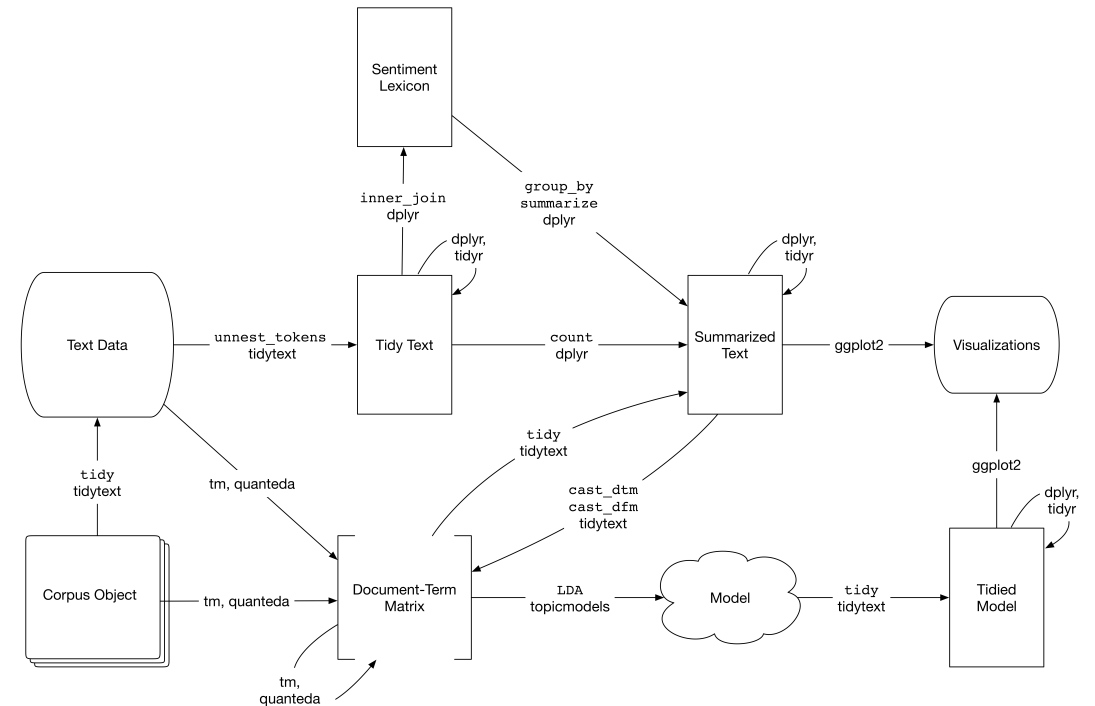 Sentiment
Lexicon
inner_join
dplyr
group_by
summarize
dplyr
dplyr,
tidyr
dplyr,
tidyr
Text Data
unnest_tokens
tidytext
Tidy Text
count
dplyr
Summarized
Text
ggplot2
Visualizations
tidy
tidytext
tm, quanteda
tidy
tidytext
cast_dtm
cast_dfm
tidytext
ggplot2
dplyr,
tidyr
Corpus Object
tm, quanteda
Document-Term
Matrix
LDA
topicmodels
Model
tidy
tidytext
Tidied
Model
tm,
quanteda